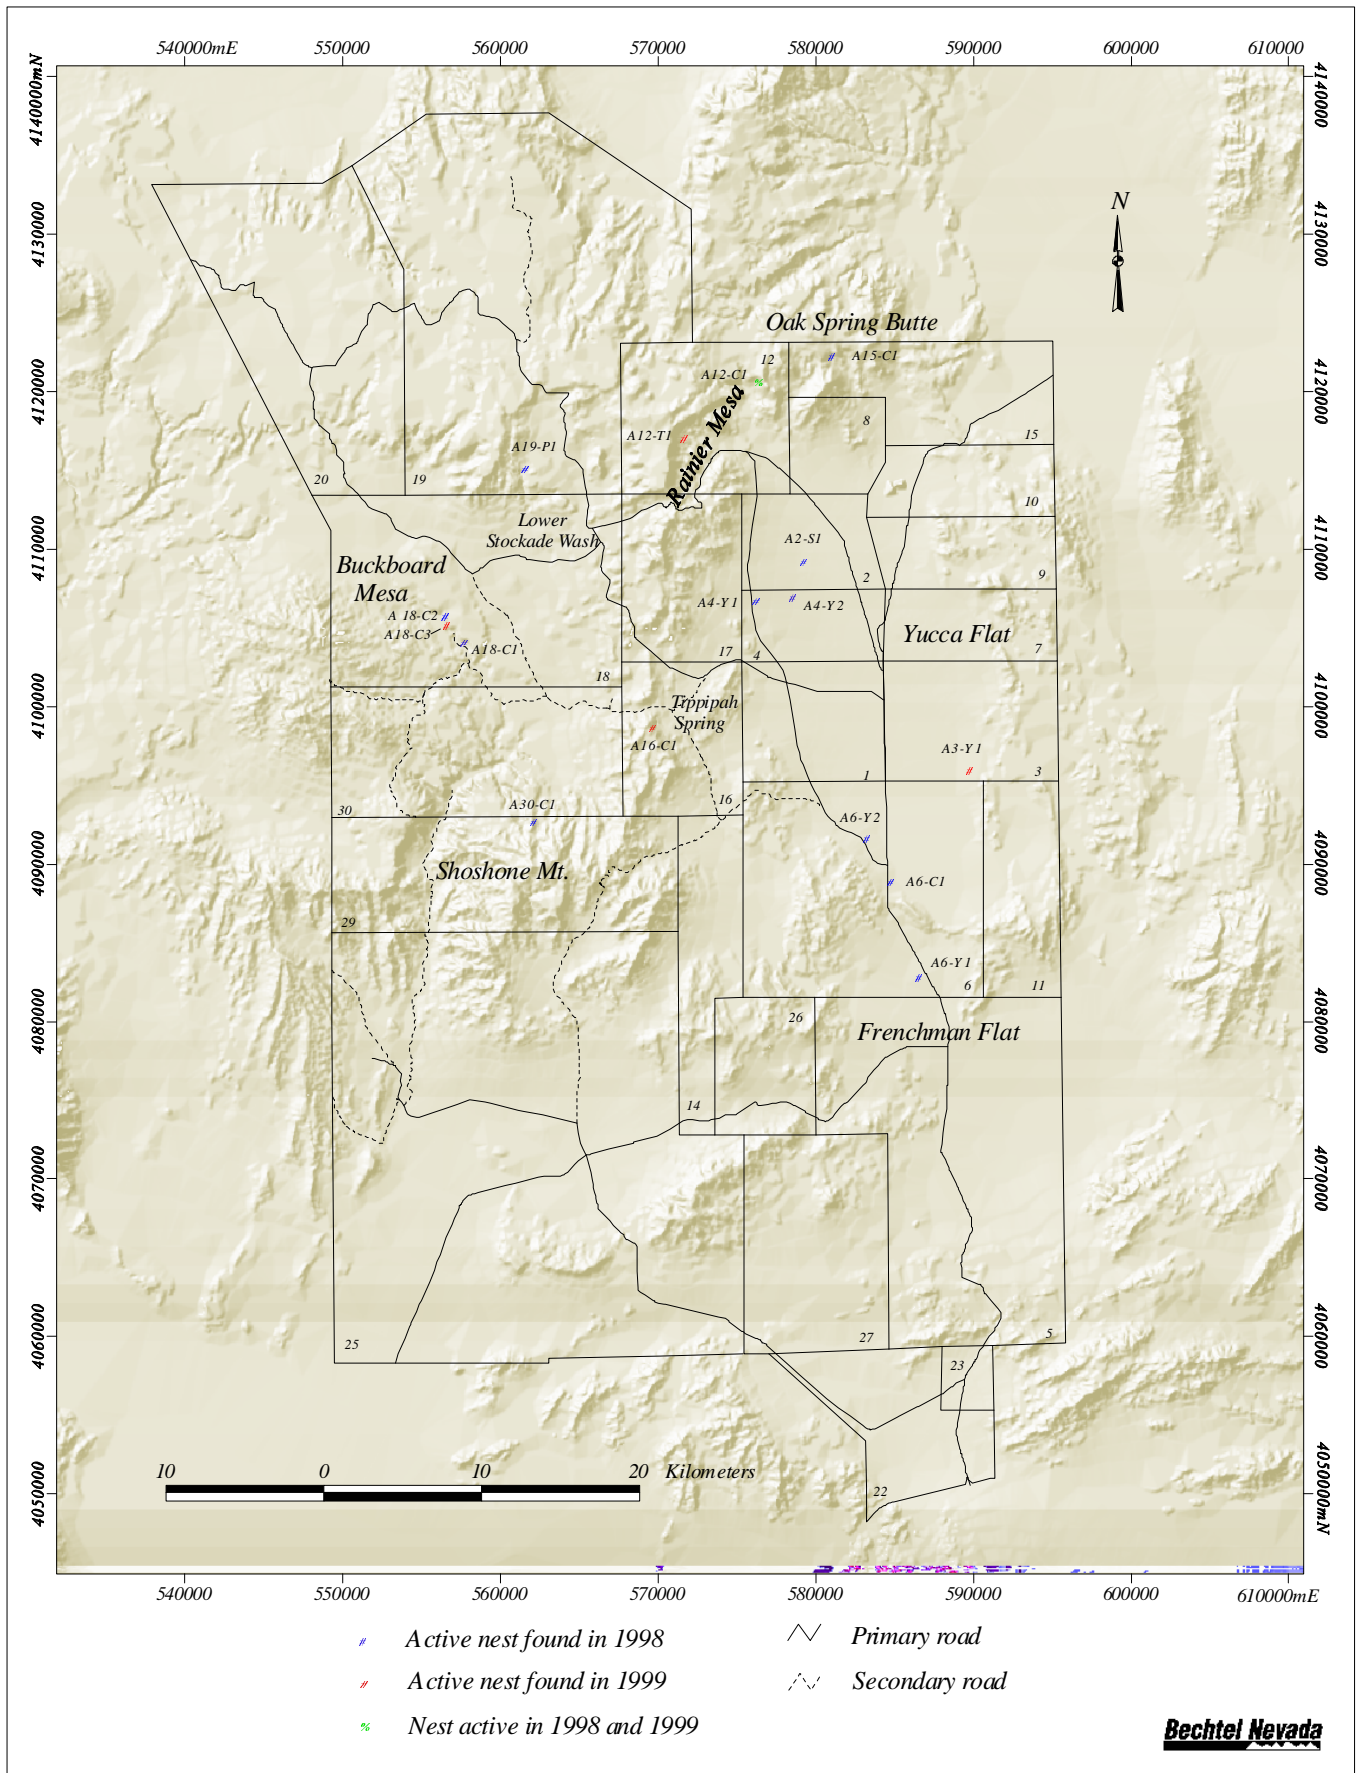 540000mE 550000 560000 570000 580000 590000 600000 610000
4140000mN
4130000
4120000
4110000
4100000
4090000
4080000
4070000
4060000
4050000
4140000
4130000
4120000
4110000
4100000
4090000
4080000
4070000
4060000
4050000mN
N
Oak Spring Butte
12
A15-C1
A12-C1
Rainier Mesa
A12-T1
8
15
A19-P1
20
19
10
Lower
Stockade Wash
A2-S1
Buckboard
Mesa
2
9
A4-Y1
A4-Y2
A 18-C2
A18-C3
A18-C1
Yucca Flat
17
4
7
18
Tippipah
Spring
A16-C1
A3-Y1
1
3
30
A30-C1
16
A6-Y2
Shoshone Mt.
A6-C1
29
A6-Y1
6
11
26
Frenchman Flat
14
25
27
5
23
22
10 0 10 20 Kilometers
540000 550000 560000 570000 580000 590000 600000 610000mE
Active nest found in 1998
Primary road
Active nest found in 1999
Secondary road
Nest active in 1998 and 1999
Bechtel Nevada